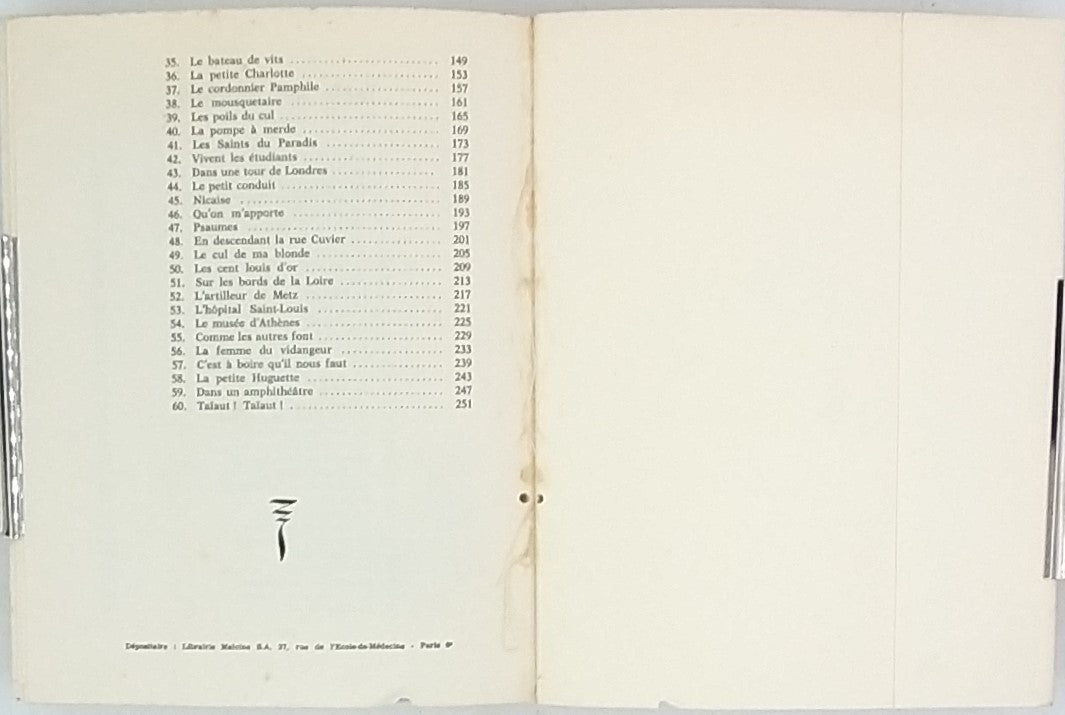 35. Le bateau de vits .......................... 149
36. La petite Charlotte ........................ 153
37. Le cordonnier Pamphile .................... 157
38. Le mousquetaire .......................... 161
39. Les poils du cul ............................ 165
40. La pompe à merde ........................ 169
41. Les Saints du Paradis .................... 173
42. Vivent les étudiants ........................ 177
43. Dans une tour de Londres .................. 181
44. Le petit conduit ............................ 185
45. Nicaise .................................... 189
46. Qu'on m'apporte .......................... 193
47. Psaumes .................................. 197
48. En descendant la rue Cuvier ................ 201
49. Le cul de ma blonde ...................... 205
50. Les cent louis d'or ........................ 209
51. Sur les bords de la Loire .................. 213
52. L'artilleur de Metz ........................ 217
53. L'hôpital Saint-Louis ...................... 221
54. Le musée d'Athènes ........................ 225
55. Comme les autres font ...................... 229
56. La femme du vidangeur .................... 233
57. C'est à boire qu'il nous faut ................ 239
58. La petite Huguette ........................ 243
59. Dans un amphithéâtre ...................... 247
60. Taïaut ! Taïaut ! ............................ 251
Dépositaire : Librairie Maloine S.A. 27, rue de l'Ecole-de-Médecine - Paris 6e